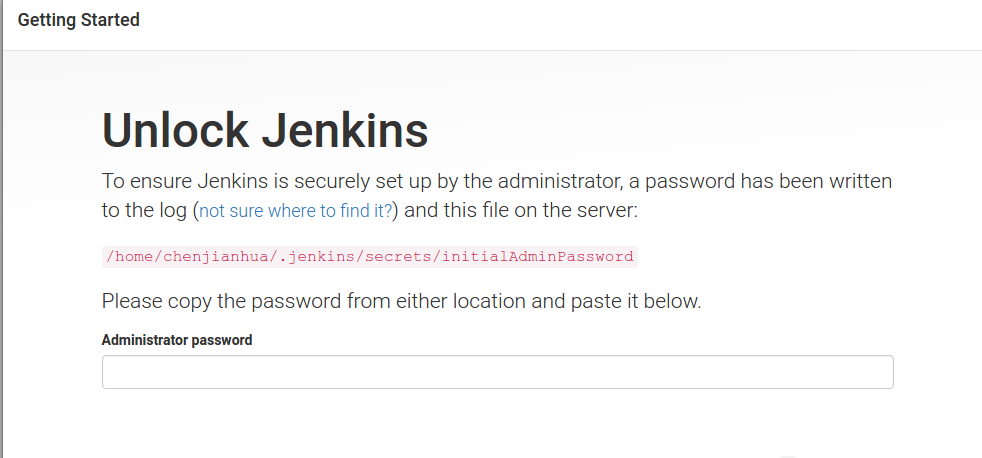 Getting Started
Unlock Jenkins
To ensure Jenkins is securely set up by the administrator, a password has been written
to the log (not sure where to find it?) and this file on the server:
/home/chenjianhua/.jenkins/secrets/initialAdminPassword
Please copy the password from either location and paste it below.
Administrator password